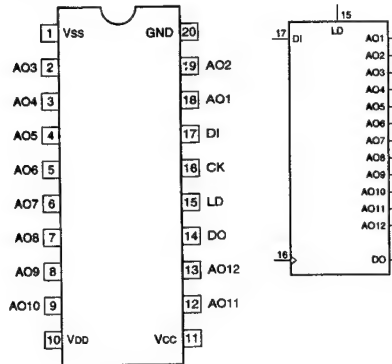 1 VSS GND 20
AO3 2 19 AO2
AO4 3 18 AO1
AO5 4 17 DI
AO6 5 16 CK
AO7 6 15 LD
AO8 7 14 DO
AO9 8 13 AO12
AO10 9 12 AO11
10 VDD VCC 11
15
17 DI LD
AO1
AO2
AO3
AO4
AO5
AO6
AO7
AO8
AO9
AO10
AO11
AO12
16 DO